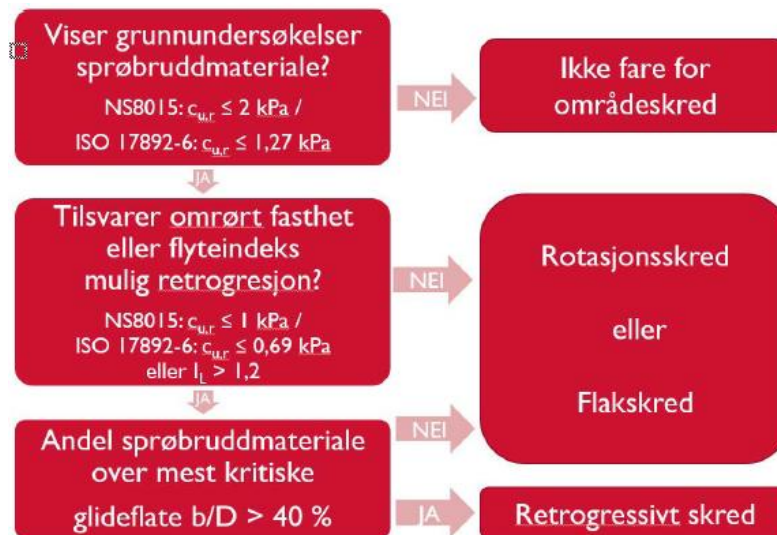 Viser grunnundersøkelser
sprøbruddmateriale?
NS8015: cu,r ≤ 2 kPa /
ISO 17892-6: cu,r ≤ 1,27 kPa
NEI
Ikke fare for
områdeskred
JA
Tilsvarer omrørt fasthet
eller flyteindeks
mulig retrogresjon?
NS8015: cu,r ≤ 1 kPa /
ISO 17892-6: cu,r ≤ 0,69 kPa
eller IL > 1,2
NEI
Rotasjonsskred
eller
Flakskred
JA
Andel sprøbruddmateriale
over mest kritiske
glideflate b/D > 40 %
NEI
JA
Retrogressivt skred